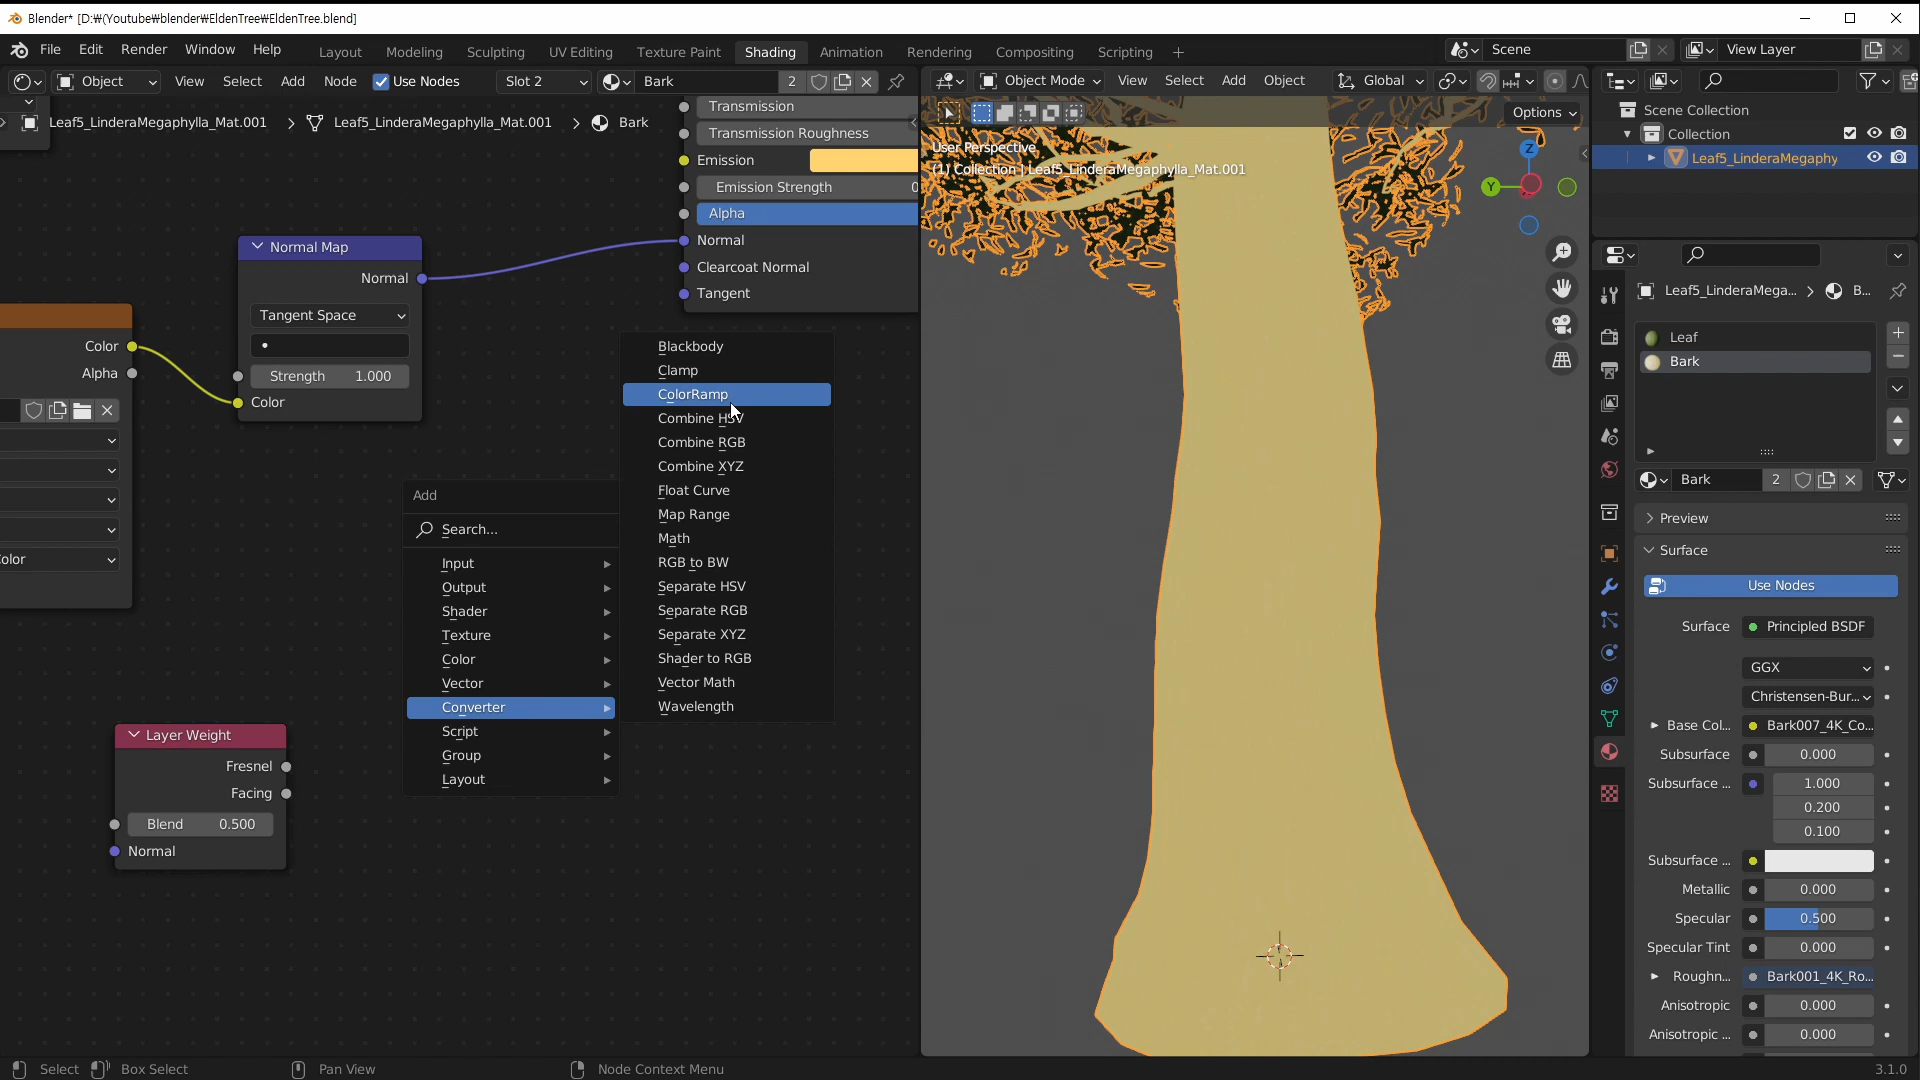 Blender* [D:₩(Youtube₩blender₩EldenTree₩EldenTree.blend]
File Edit Render Window Help
Layout Modeling Sculpting UV Editing Texture Paint Shading Animation Rendering Compositing Scripting +
Scene
View Layer
Object View Select Add Node Use Nodes Slot 2 Bark 2
Object Mode View Select Add Object Global
Leaf5_LinderaMegaphylla_Mat.001 > Leaf5_LinderaMegaphylla_Mat.001 > Bark
Options
User Perspective
(1) Collection | Leaf5_LinderaMegaphylla_Mat.001
Z
Y
Transmission
Transmission Roughness
Emission
Emission Strength 0
Alpha
Normal
Clearcoat Normal
Tangent
Normal Map
Normal
Tangent Space
Strength 1.000
Color
Color
Alpha
olor
Layer Weight
Fresnel
Facing
Blend 0.500
Normal
Add
Search...
Input
Output
Shader
Texture
Color
Vector
Converter
Script
Group
Layout
Blackbody
Clamp
ColorRamp
Combine HSV
Combine RGB
Combine XYZ
Float Curve
Map Range
Math
RGB to BW
Separate HSV
Separate RGB
Separate XYZ
Shader to RGB
Vector Math
Wavelength
Scene Collection
Collection
Leaf5_LinderaMegaphy
Leaf5_LinderaMega... > B...
Leaf
Bark
Bark 2
Preview
Surface
Use Nodes
Surface Principled BSDF
GGX
Christensen-Bur...
Base Col... Bark007_4K_Co...
Subsurface 0.000
Subsurface ... 1.000
0.200
0.100
Subsurface ...
Metallic 0.000
Specular 0.500
Specular Tint 0.000
Roughn... Bark001_4K_Ro...
Anisotropic 0.000
Anisotropic ... 0.000
Select Box Select Pan View Node Context Menu 3.1.0